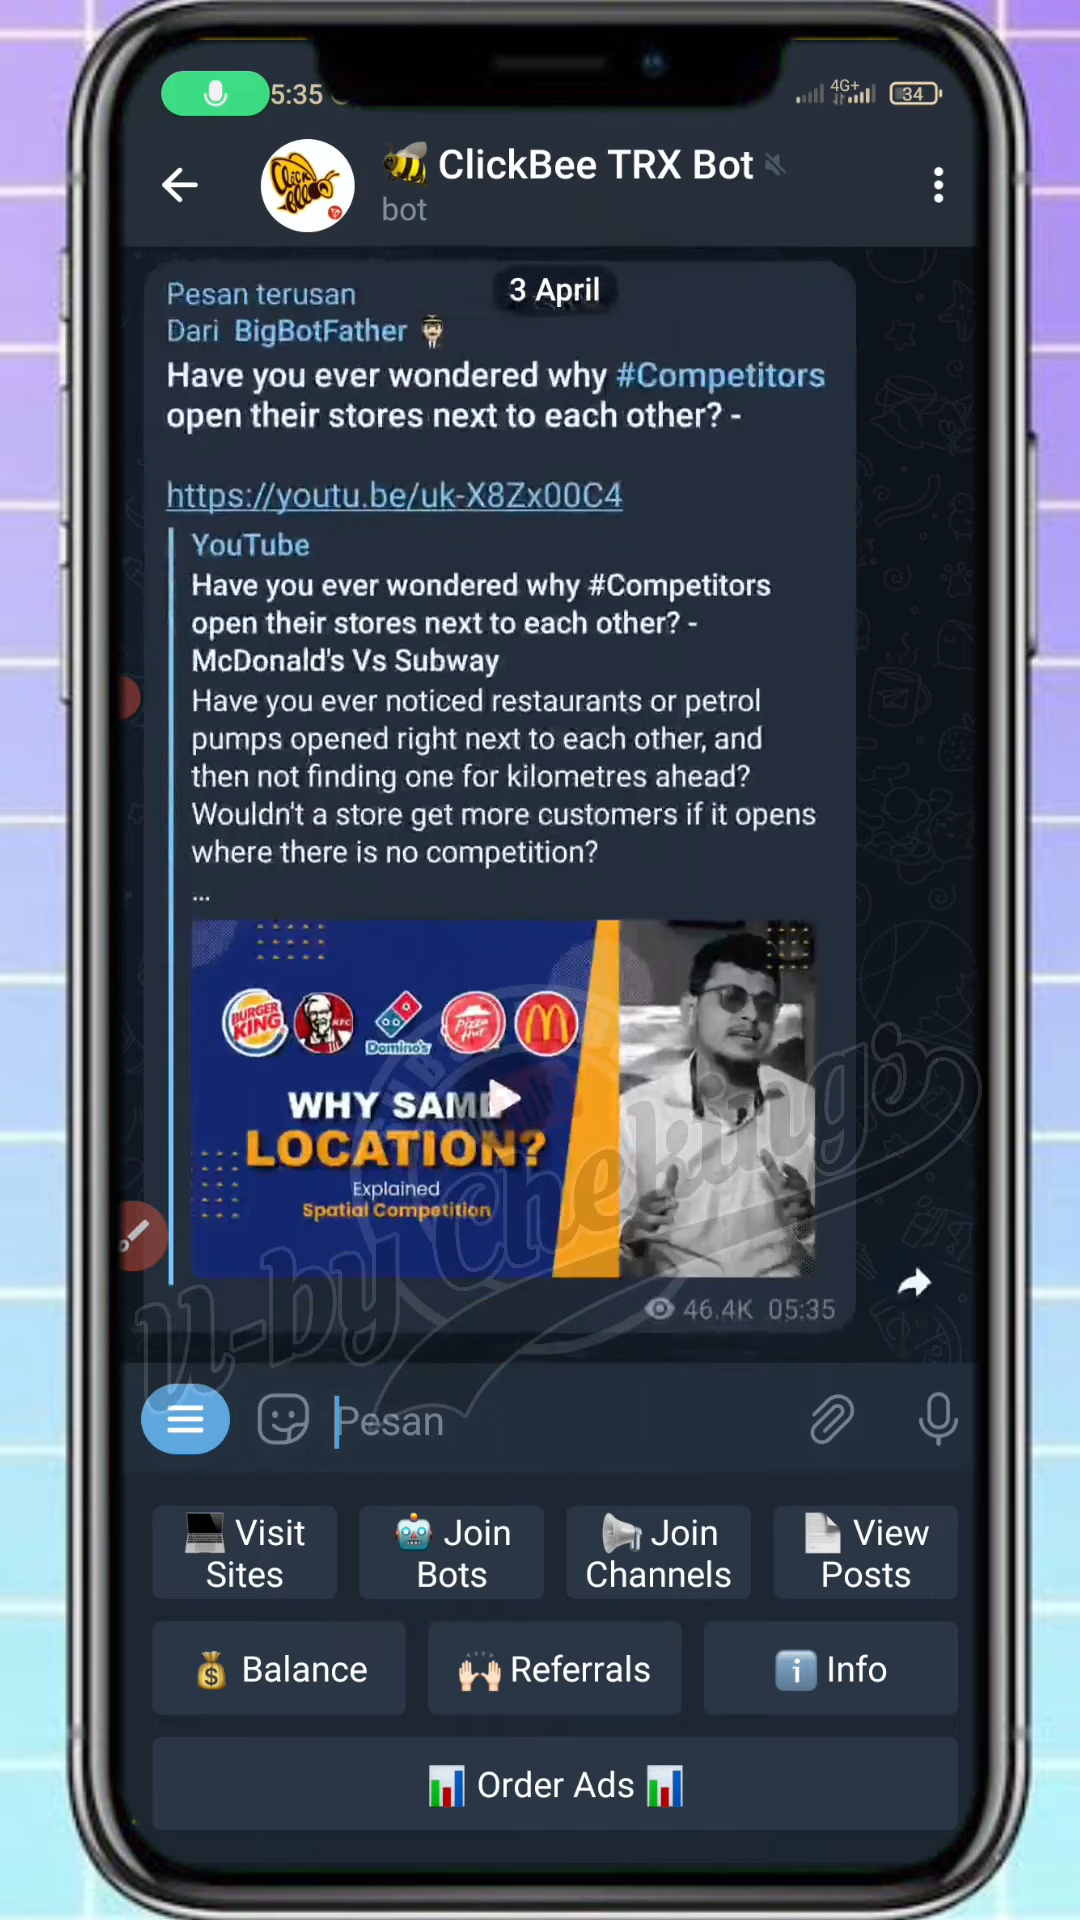 5:35
4G+
34
ClickBee TRX Bot
bot
3 April
Pesan terusan
Dari BigBotFather
Have you ever wondered why #Competitors
open their stores next to each other? -
https://youtu.be/uk-X8Zx00C4
YouTube
Have you ever wondered why #Competitors
open their stores next to each other? -
McDonald's Vs Subway
Have you ever noticed restaurants or petrol
pumps opened right next to each other, and
then not finding one for kilometres ahead?
Wouldn't a store get more customers if it opens
where there is no competition?
...
BURGER KING
KFC
Domino's
Pizza Hut
WHY SAME
LOCATION?
Explained
Spatial Competition
46.4K 05:35
Pesan
Visit Sites
Join Bots
Join Channels
View Posts
Balance
Referrals
Info
Order Ads